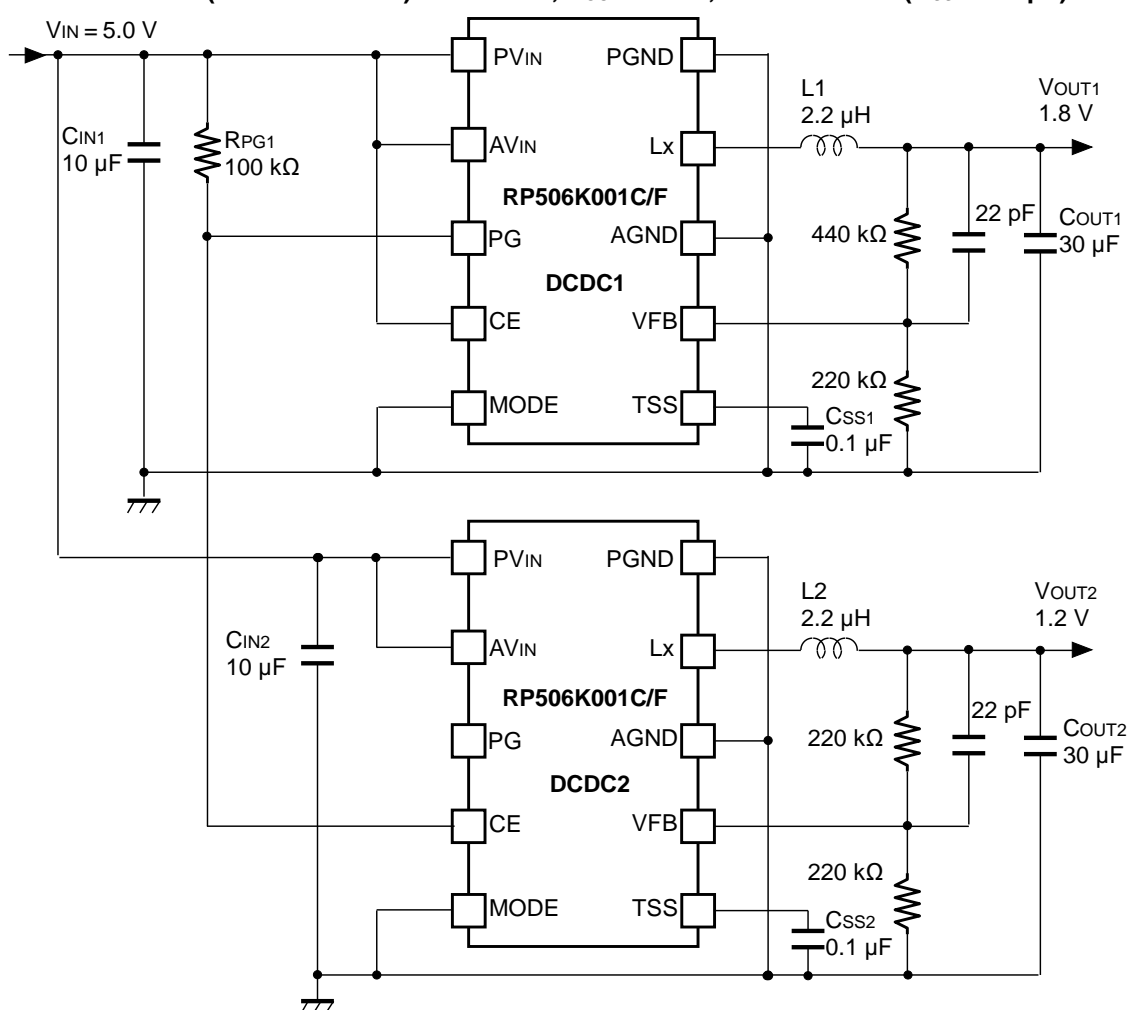 VIN = 5.0 V
PVIN
PGND
L1
2.2 µH
VOUT1
1.8 V
CIN1
10 µF
RPG1
100 kΩ
AVIN
Lx
RP506K001C/F
PG
AGND
440 kΩ
22 pF
COUT1
30 µF
DCDC1
CE
VFB
MODE
TSS
220 kΩ
CSS1
0.1 µF
PVIN
PGND
L2
2.2 µH
VOUT2
1.2 V
CIN2
10 µF
AVIN
Lx
RP506K001C/F
PG
AGND
220 kΩ
22 pF
COUT2
30 µF
DCDC2
CE
VFB
MODE
TSS
220 kΩ
CSS2
0.1 µF